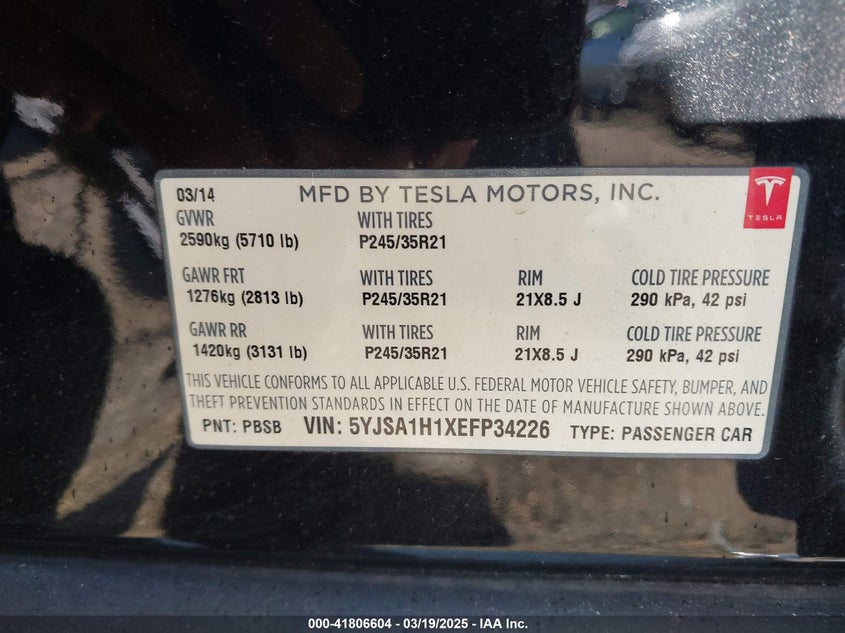 03/14 MFD BY TESLA MOTORS, INC.
TESLA
GVWR WITH TIRES
2590kg (5710 lb) P245/35R21
GAWR FRT WITH TIRES RIM COLD TIRE PRESSURE
1276kg (2813 lb) P245/35R21 21X8.5 J 290 kPa, 42 psi
GAWR RR WITH TIRES RIM COLD TIRE PRESSURE
1420kg (3131 lb) P245/35R21 21X8.5 J 290 kPa, 42 psi
THIS VEHICLE CONFORMS TO ALL APPLICABLE U.S. FEDERAL MOTOR VEHICLE SAFETY, BUMPER, AND
THEFT PREVENTION STANDARDS IN EFFECT ON THE DATE OF MANUFACTURE SHOWN ABOVE.
PNT: PBSB VIN: 5YJSA1H1XEFP34226 TYPE: PASSENGER CAR
000-41806604 - 03/19/2025 - IAA Inc.